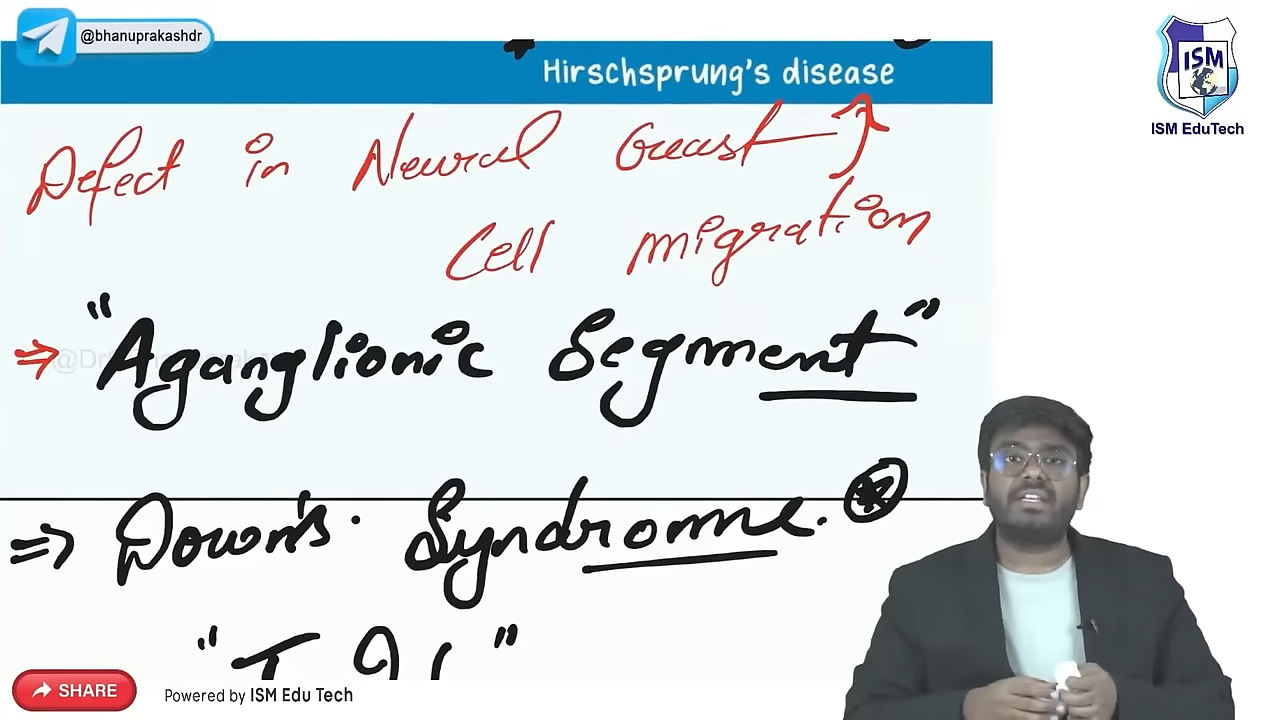 @bhanuprakashdr
Hirschsprung's disease
ISM
ISM EduTech
Defect in Neural Crest
Cell migration
⇒ "Aganglionic Segment"
⇒ Down's Syndrome.
SHARE
Powered by ISM Edu Tech